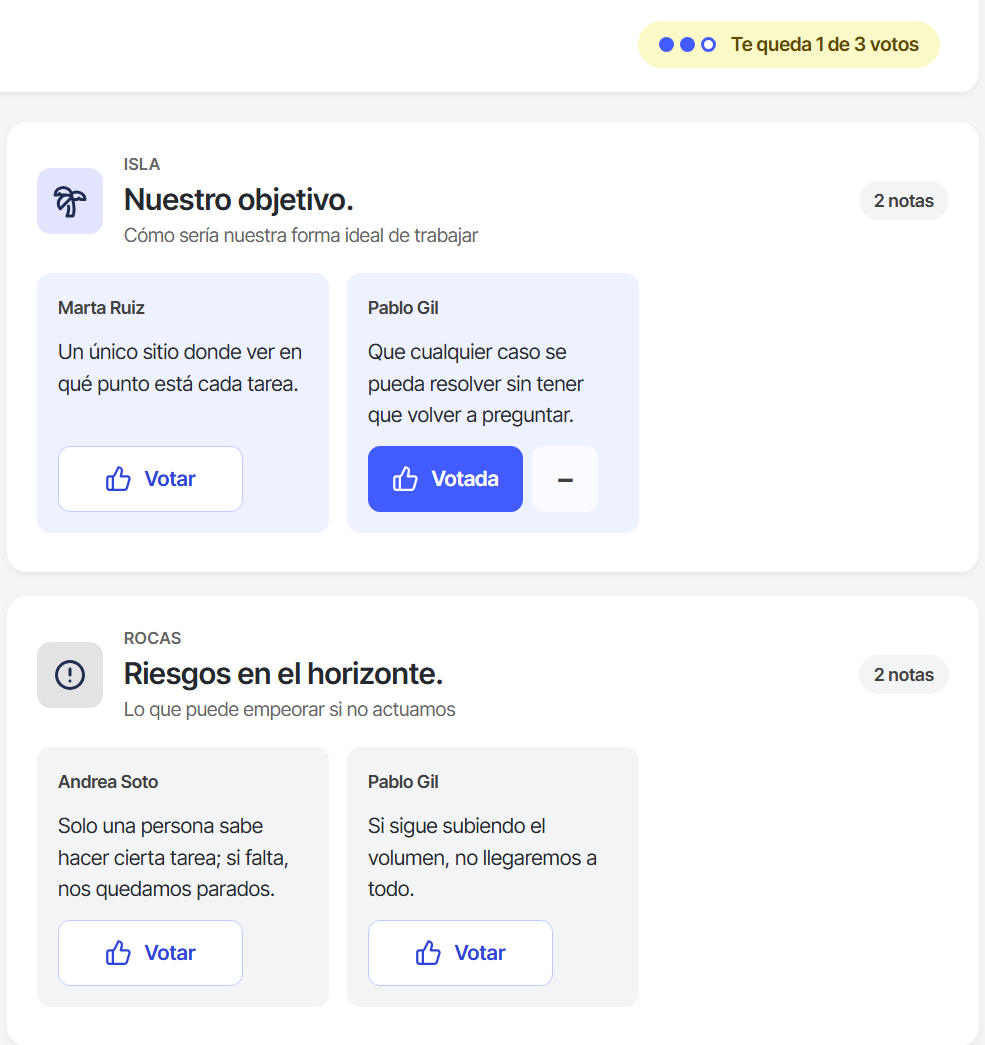 Te queda 1 de 3 votos
ISLA
Nuestro objetivo.
Cómo sería nuestra forma ideal de trabajar
2 notas
Marta Ruiz
Un único sitio donde ver en
qué punto está cada tarea.
Votar
Pablo Gil
Que cualquier caso se
pueda resolver sin tener
que volver a preguntar.
Votada
–
ROCAS
Riesgos en el horizonte.
Lo que puede empeorar si no actuamos
2 notas
Andrea Soto
Solo una persona sabe
hacer cierta tarea; si falta,
nos quedamos parados.
Votar
Pablo Gil
Si sigue subiendo el
volumen, no llegaremos a
todo.
Votar